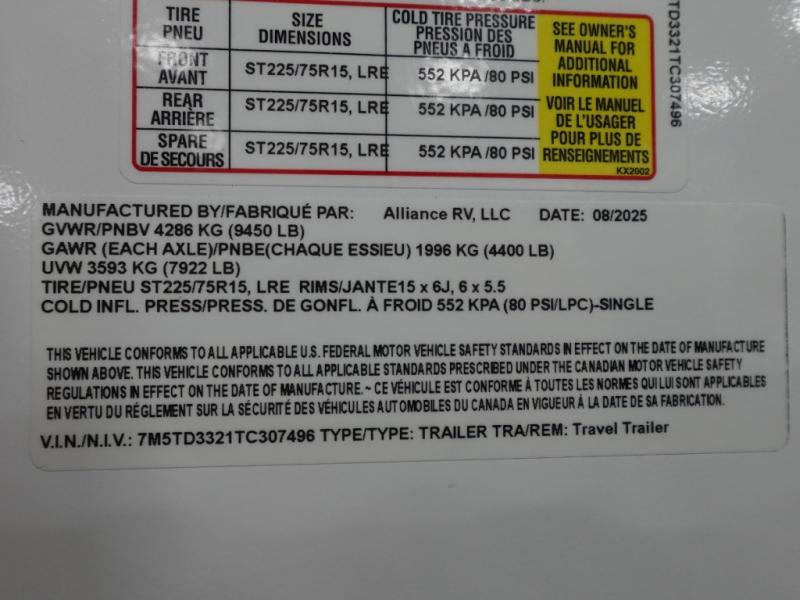 TIRE PNEU SIZE DIMENSIONS COLD TIRE PRESSURE PRESSION DES PNEUS A FROID
SEE OWNER'S MANUAL FOR ADDITIONAL INFORMATION
FRONT AVANT ST225/75R15, LRE 552 KPA /80 PSI
REAR ARRIÈRE ST225/75R15, LRE 552 KPA /80 PSI
VOIR LE MANUEL DE L'USAGER POUR PLUS DE RENSEIGNEMENTS
SPARE DE SECOURS ST225/75R15, LRE 552 KPA /80 PSI
KX2002
TD3321TC307496
MANUFACTURED BY/FABRIQUÉ PAR: Alliance RV, LLC DATE: 08/2025
GVWR/PNBV 4286 KG (9450 LB)
GAWR (EACH AXLE)/PNBE(CHAQUE ESSIEU) 1996 KG (4400 LB)
UVW 3593 KG (7922 LB)
TIRE/PNEU ST225/75R15, LRE RIMS/JANTE15 x 6J, 6 x 5.5
COLD INFL. PRESS/PRESS. DE GONFL. À FROID 552 KPA (80 PSI/LPC)-SINGLE
THIS VEHICLE CONFORMS TO ALL APPLICABLE U.S. FEDERAL MOTOR VEHICLE SAFETY STANDARDS IN EFFECT ON THE DATE OF MANUFACTURE
SHOWN ABOVE. THIS VEHICLE CONFORMS TO ALL APPLICABLE STANDARDS PRESCRIBED UNDER THE CANADIAN MOTOR VEHICLE SAFETY
REGULATIONS IN EFFECT ON THE DATE OF MANUFACTURE.~ CE VÉHICULE EST CONFORME À TOUTES LES NORMES QUI LUI SONT APPLICABLES
EN VERTU DU RÉGLEMENT SUR LA SÉCURITÉ DES VÉHICULES AUTOMOBILES DU CANADA EN VIGUEUR À LA DATE DE SA FABRICATION.
V.I.N./N.I.V.: 7M5TD3321TC307496 TYPE/TYPE: TRAILER TRA/REM: Travel Trailer